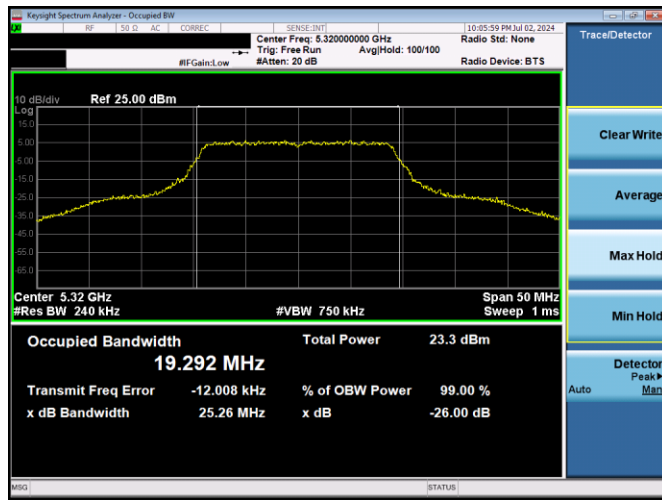 Keysight Spectrum Analyzer - Occupied BW
RF 50 Ω AC CORREC SENSE:INT 10:05:59 PM Jul 02, 2024
Center Freq: 5.320000000 GHz Radio Std: None
Trig: Free Run Avg|Hold: 100/100
#IFGain:Low #Atten: 20 dB Radio Device: BTS
10 dB/div Ref 25.00 dBm
Log
15.0
5.00
-5.00
-15.0
-25.0
-35.0
-45.0
-55.0
-65.0
Center 5.32 GHz Span 50 MHz
#Res BW 240 kHz #VBW 750 kHz Sweep 1 ms
Occupied Bandwidth Total Power 23.3 dBm
19.292 MHz
Transmit Freq Error -12.008 kHz % of OBW Power 99.00 %
x dB Bandwidth 25.26 MHz x dB -26.00 dB
MSG STATUS
Trace/Detector
Clear Write
Average
Max Hold
Min Hold
Detector
Peak▶
Auto Man